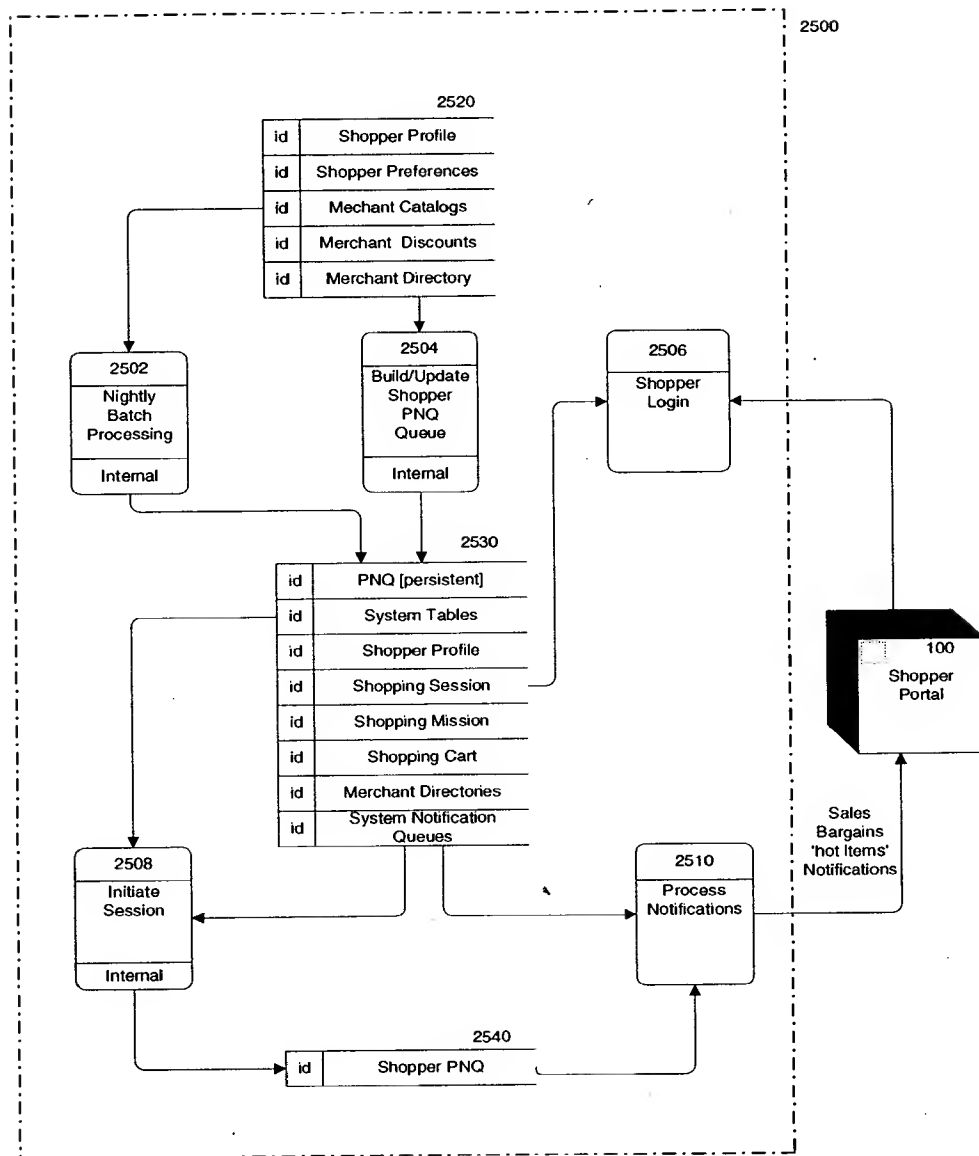 2500
2520
id Shopper Profile
id Shopper Preferences
id Mechant Catalogs
id Merchant Discounts
id Merchant Directory
2502
Nightly
Batch
Processing
Internal
2504
Build/Update
Shopper
PNQ
Queue
Internal
2506
Shopper
Login
2530
id PNQ [persistent]
id System Tables
id Shopper Profile
id Shopping Session
id Shopping Mission
id Shopping Cart
id Merchant Directories
id System Notification
Queues
100
Shopper
Portal
Sales
Bargains
'hot Items'
Notifications
2508
Initiate
Session
Internal
2510
Process
Notifications
2540
id Shopper PNQ